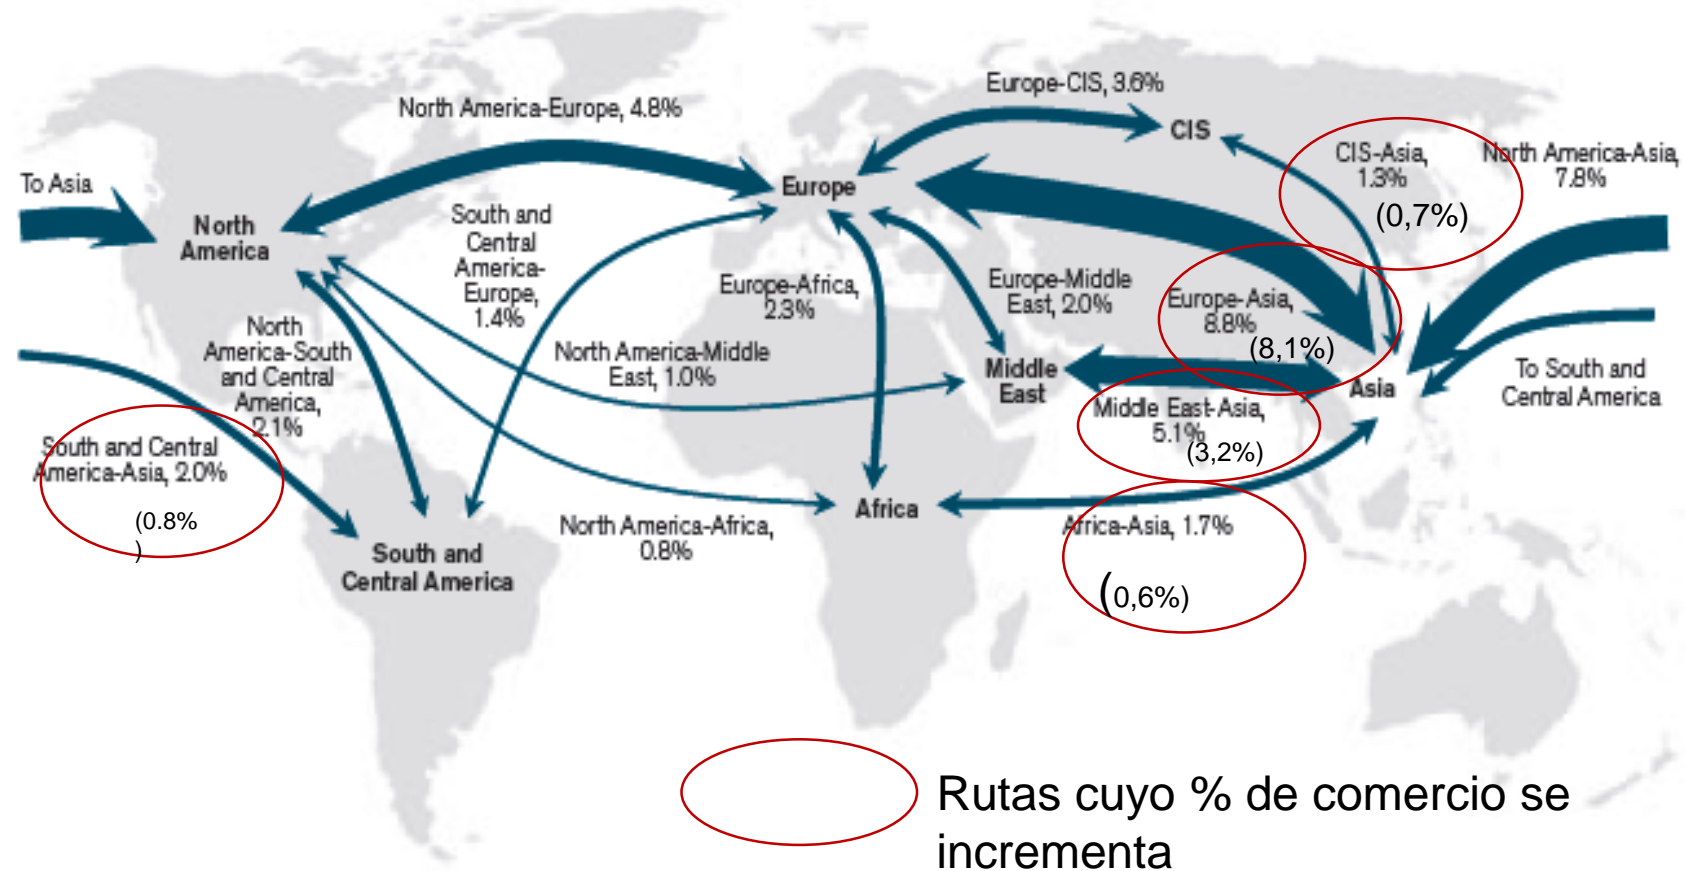 Europe-CIS, 3.6%
North America-Europe, 4.8%
CIS
CIS-Asia,
1.3%
(0,7%)
North America-Asia,
7.8%
To Asia
Europe
North
America
South and
Central
America-
Europe,
1.4%
Europe-Africa,
2.3%
Europe-Middle
East, 2.0%
Europe-Asia,
8.8%
(8,1%)
North
America-South
and Central
America,
2.1%
North America-Middle
East, 1.0%
Middle
East
Asia
To South and
Central America
Middle East-Asia,
5.1%
(3,2%)
South and Central
America-Asia, 2.0%
(0.8%
)
Africa
North America-Africa,
0.8%
Africa-Asia, 1.7%
(0,6%)
South and
Central America
Rutas cuyo % de comercio se
incrementa